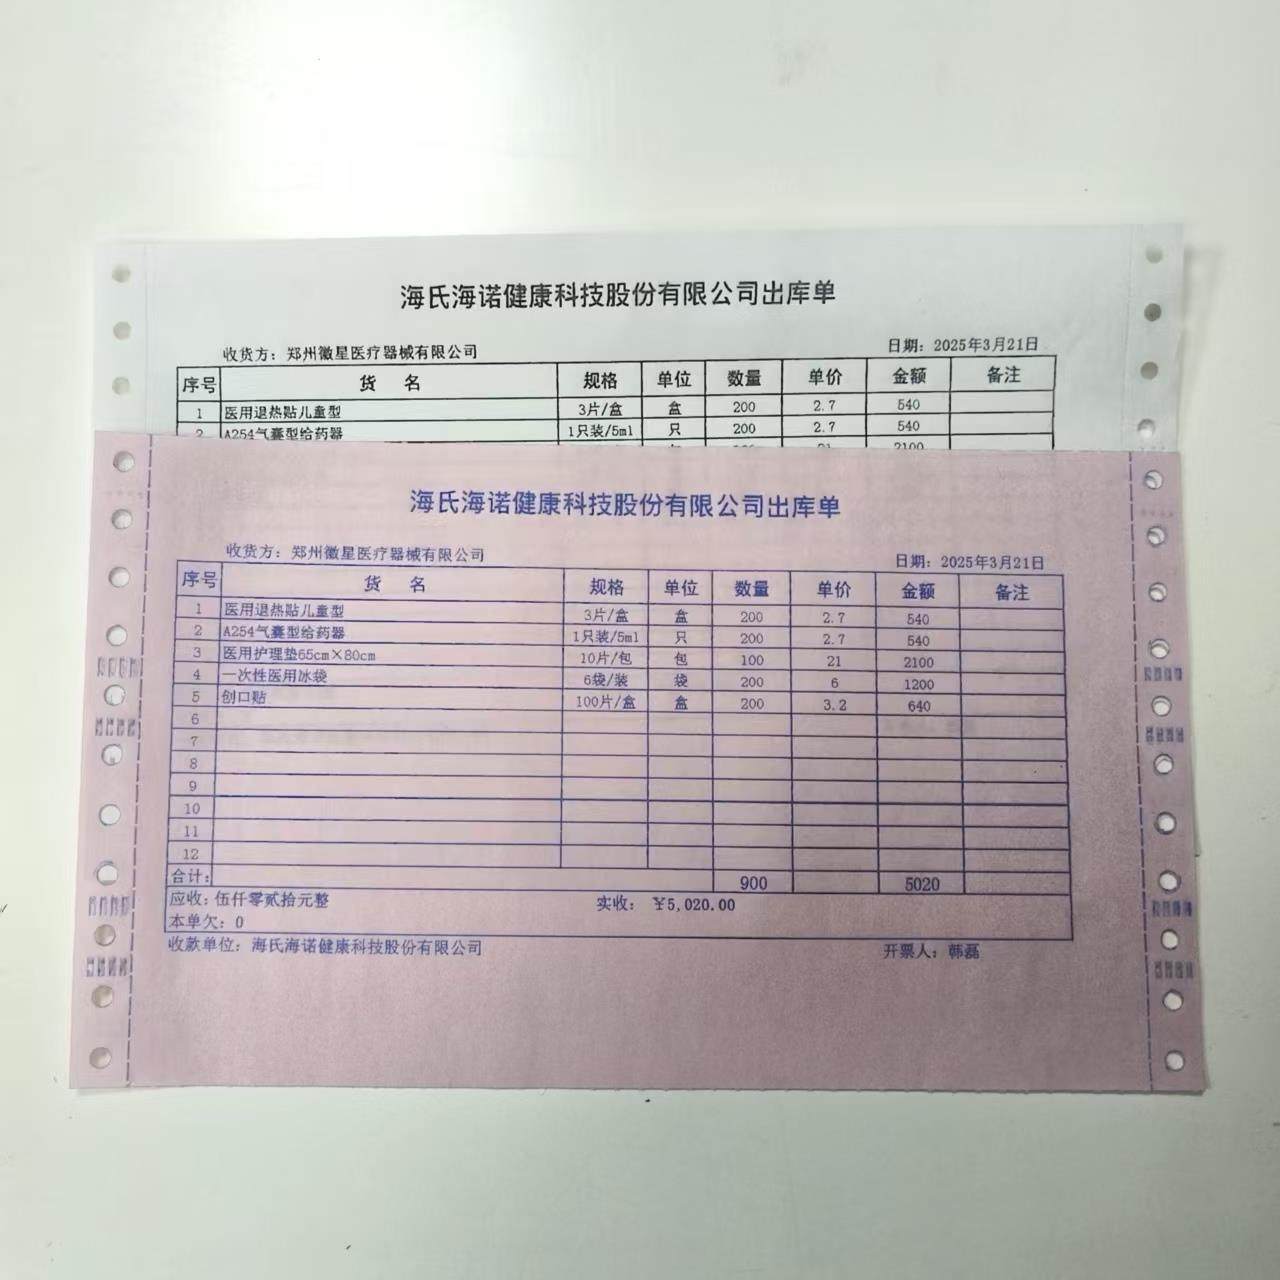 海氏海诺健康科技股份有限公司出库单
收货方：郑州徽星医疗器械有限公司 日期：2025年3月21日
序号 货 名 规格 单位 数量 单价 金额 备注
1 医用退热贴儿童型 3片/盒 盒 200 2.7 540
2 A254气囊型给药器 1只装/5ml 只 200 2.7 540
21 2100
海氏海诺健康科技股份有限公司出库单
收货方：郑州徽星医疗器械有限公司 日期：2025年3月21日
序号 货 名 规格 单位 数量 单价 金额 备注
1 医用退热贴儿童型 3片/盒 盒 200 2.7 540
2 A254气囊型给药器 1只装/5ml 只 200 2.7 540
3 医用护理垫65cm×80cm 10片/包 包 100 21 2100
4 一次性医用冰袋 6袋/装 袋 200 6 1200
5 创口贴 100片/盒 盒 200 3.2 640
6
7
8
9
10
11
12
合计： 900 5020
应收：伍仟零贰拾元整 实收： ￥5,020.00
本单欠：0
收款单位：海氏海诺健康科技股份有限公司 开票人：韩磊